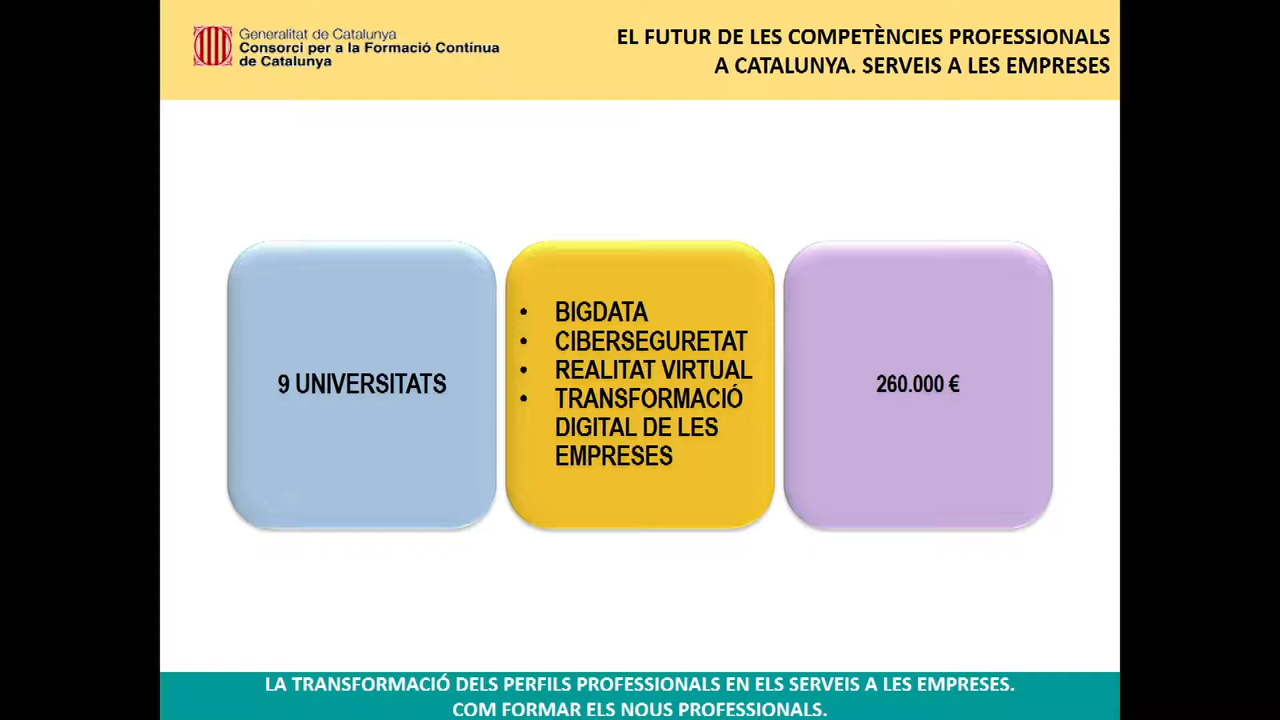 Generalitat de Catalunya
Consorci per a la Formació Contínua
de Catalunya
EL FUTUR DE LES COMPETÈNCIES PROFESSIONALS
A CATALUNYA. SERVEIS A LES EMPRESES
9 UNIVERSITATS
• BIGDATA
• CIBERSEGURETAT
• REALITAT VIRTUAL
• TRANSFORMACIÓ
DIGITAL DE LES
EMPRESES
260.000 €
LA TRANSFORMACIÓ DELS PERFILS PROFESSIONALS EN ELS SERVEIS A LES EMPRESES.
COM FORMAR ELS NOUS PROFESSIONALS.